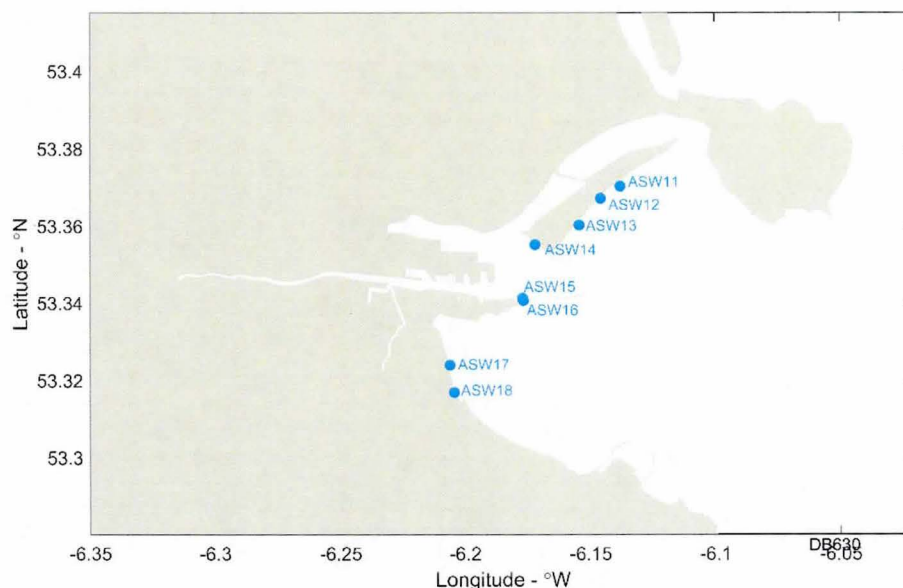 53.4
53.38
53.36
53.34
53.32
53.3
Latitude - °N
ASW11
ASW12
ASW13
ASW14
ASW15
ASW16
ASW17
ASW18
-6.35
-6.3
-6.25
-6.2
-6.15
-6.1
-6.05
DB630
Longitude - °W